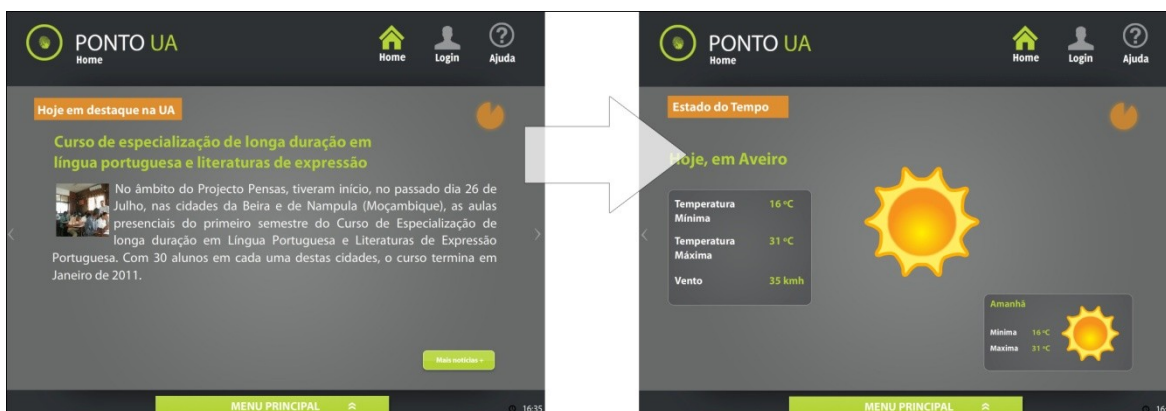 PONTO UA
Home
Home Login Ajuda
Hoje em destaque na UA
Curso de especialização de longa duração em
língua portuguesa e literaturas de expressão
No âmbito do Projecto Pensas, tiveram início, no passado dia 26 de
Julho, nas cidades da Beira e de Nampula (Moçambique), as aulas
presenciais do primeiro semestre do Curso de Especialização de
longa duração em Língua Portuguesa e Literaturas de Expressão
Portuguesa. Com 30 alunos em cada uma destas cidades, o curso termina em
Janeiro de 2011.
Mais notícias +
MENU PRINCIPAL
16:35
PONTO UA
Home
Home Login Ajuda
Estado do Tempo
Hoje, em Aveiro
Temperatura 16 ºC
Mínima
Temperatura 31 ºC
Máxima
Vento 35 kmh
Amanhã
Mínima 16 ºC
Maxima 31 ºC
MENU PRINCIPAL